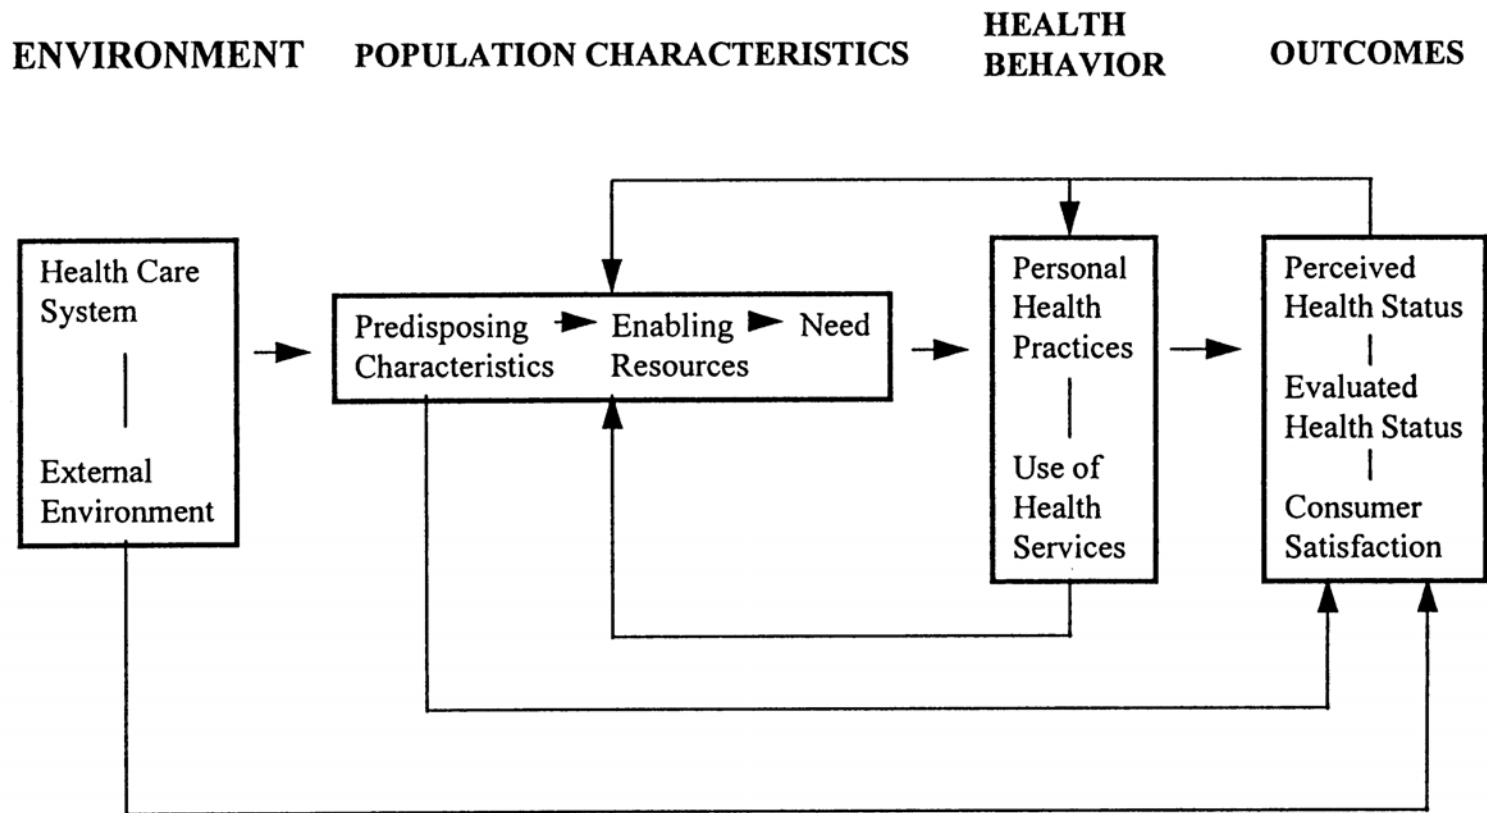 ENVIRONMENT
POPULATION CHARACTERISTICS
HEALTH
BEHAVIOR
OUTCOMES
Health Care
System
External
Environment
Predisposing
Characteristics
Enabling
Resources
Need
Personal
Health
Practices
Use of
Health
Services
Perceived
Health Status
Evaluated
Health Status
Consumer
Satisfaction